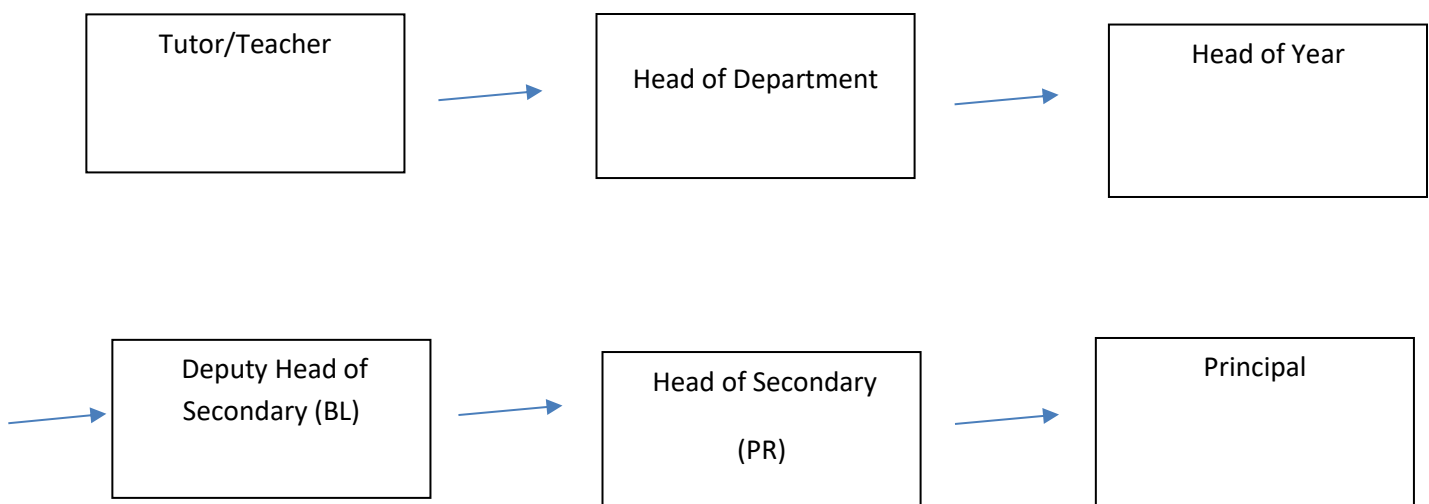 Tutor/Teacher
Head of Department
Head of Year
Deputy Head of
Secondary (BL)
Head of Secondary
(PR)
Principal